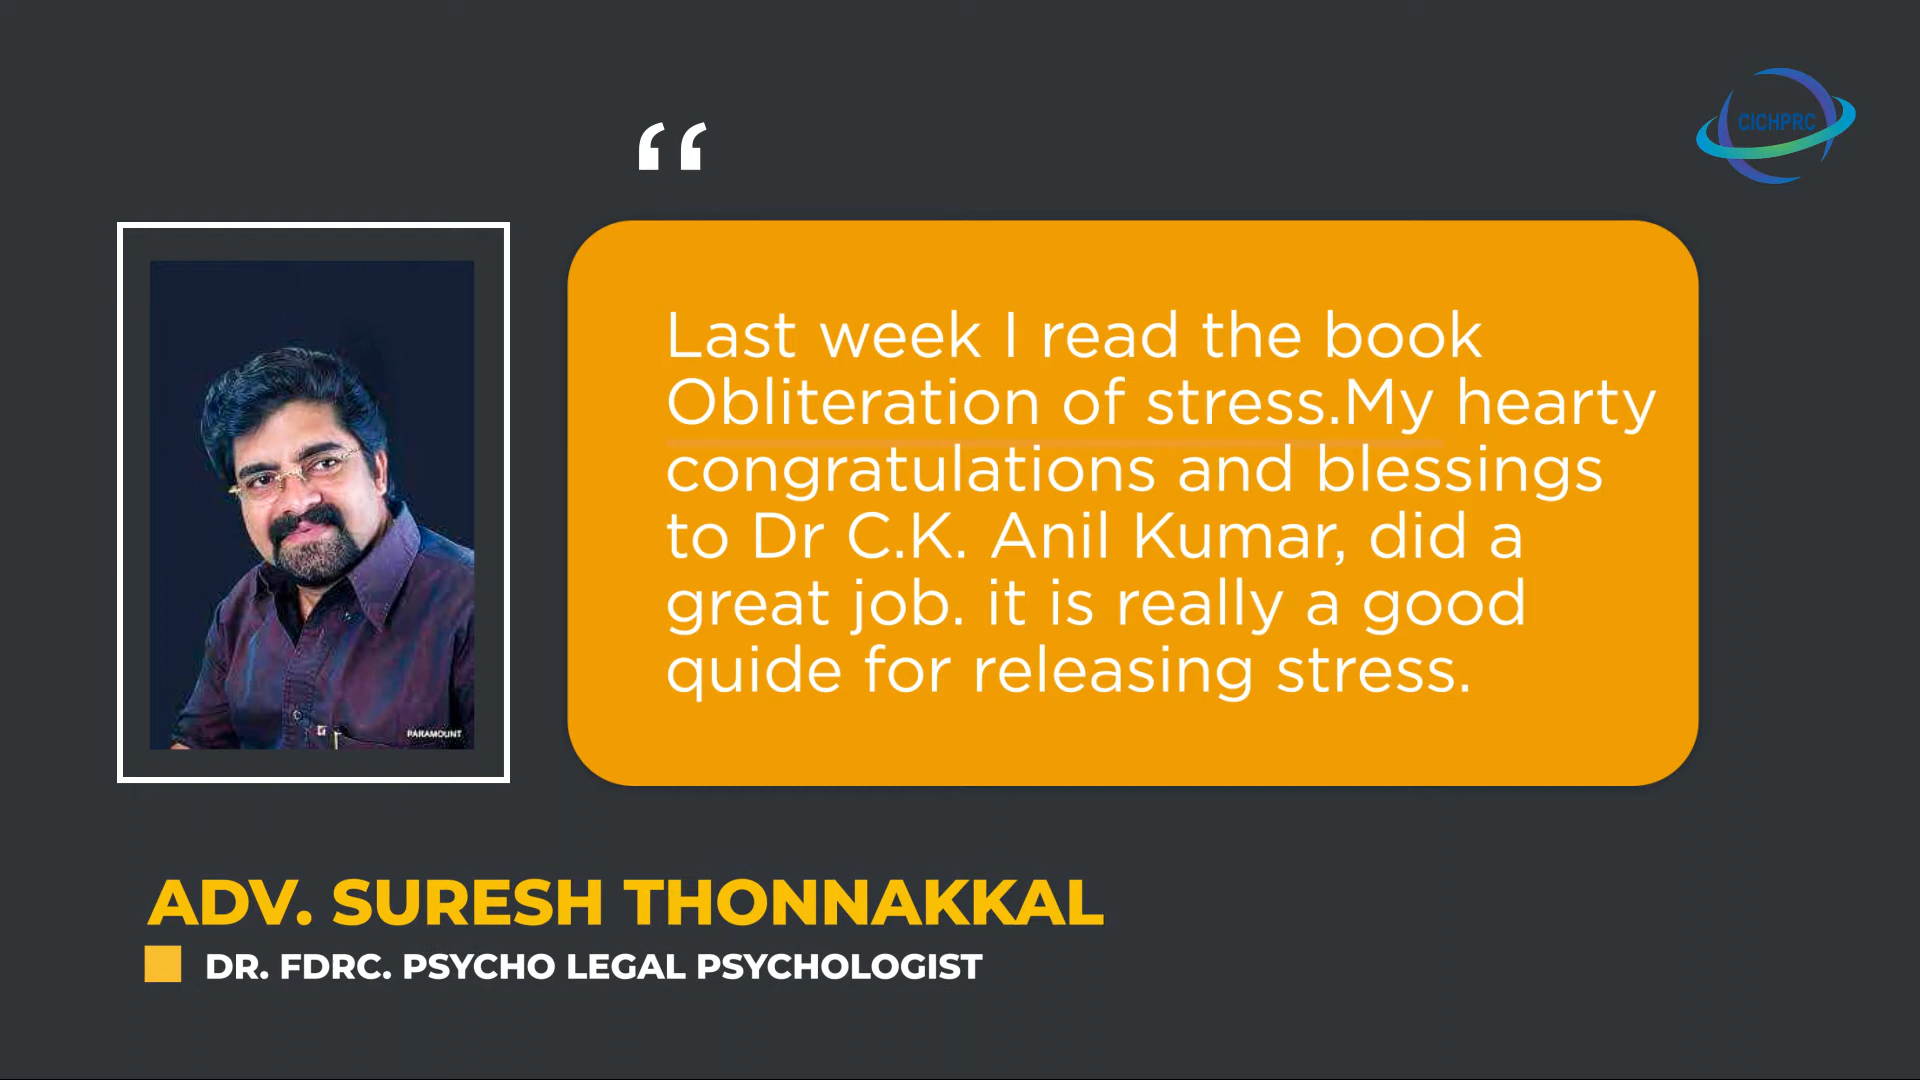 CICHPRC
“
Last week I read the book
Obliteration of stress.My hearty
congratulations and blessings
to Dr C.K. Anil Kumar, did a
great job. it is really a good
quide for releasing stress.
PARAMOUNT
ADV. SURESH THONNAKKAL
DR. FDRC. PSYCHO LEGAL PSYCHOLOGIST